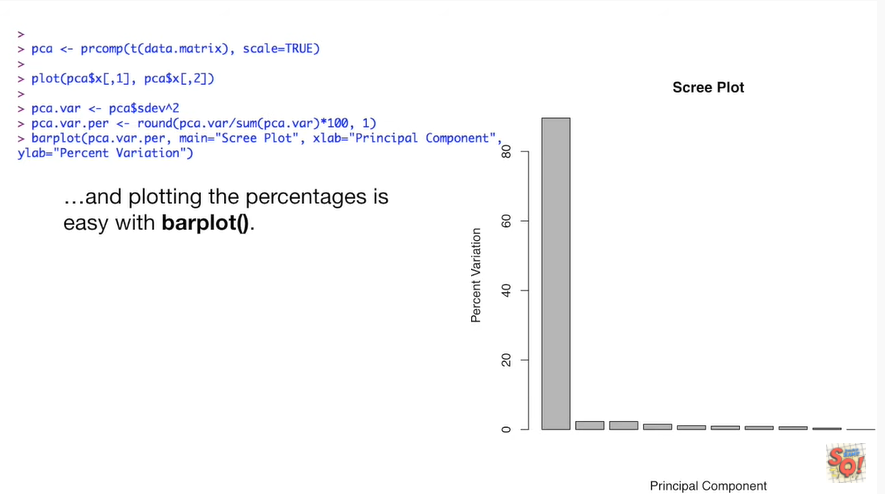 >
> pca <- prcomp(t(data.matrix), scale=TRUE)
>
> plot(pca$x[,1], pca$x[,2])
>
> pca.var <- pca$sdev^2
> pca.var.per <- round(pca.var/sum(pca.var)*100, 1)
> barplot(pca.var.per, main="Scree Plot", xlab="Principal Component",
ylab="Percent Variation")
…and plotting the percentages is
easy with barplot().
Scree Plot
Percent Variation
80
60
40
20
0
Principal Component
SQ!